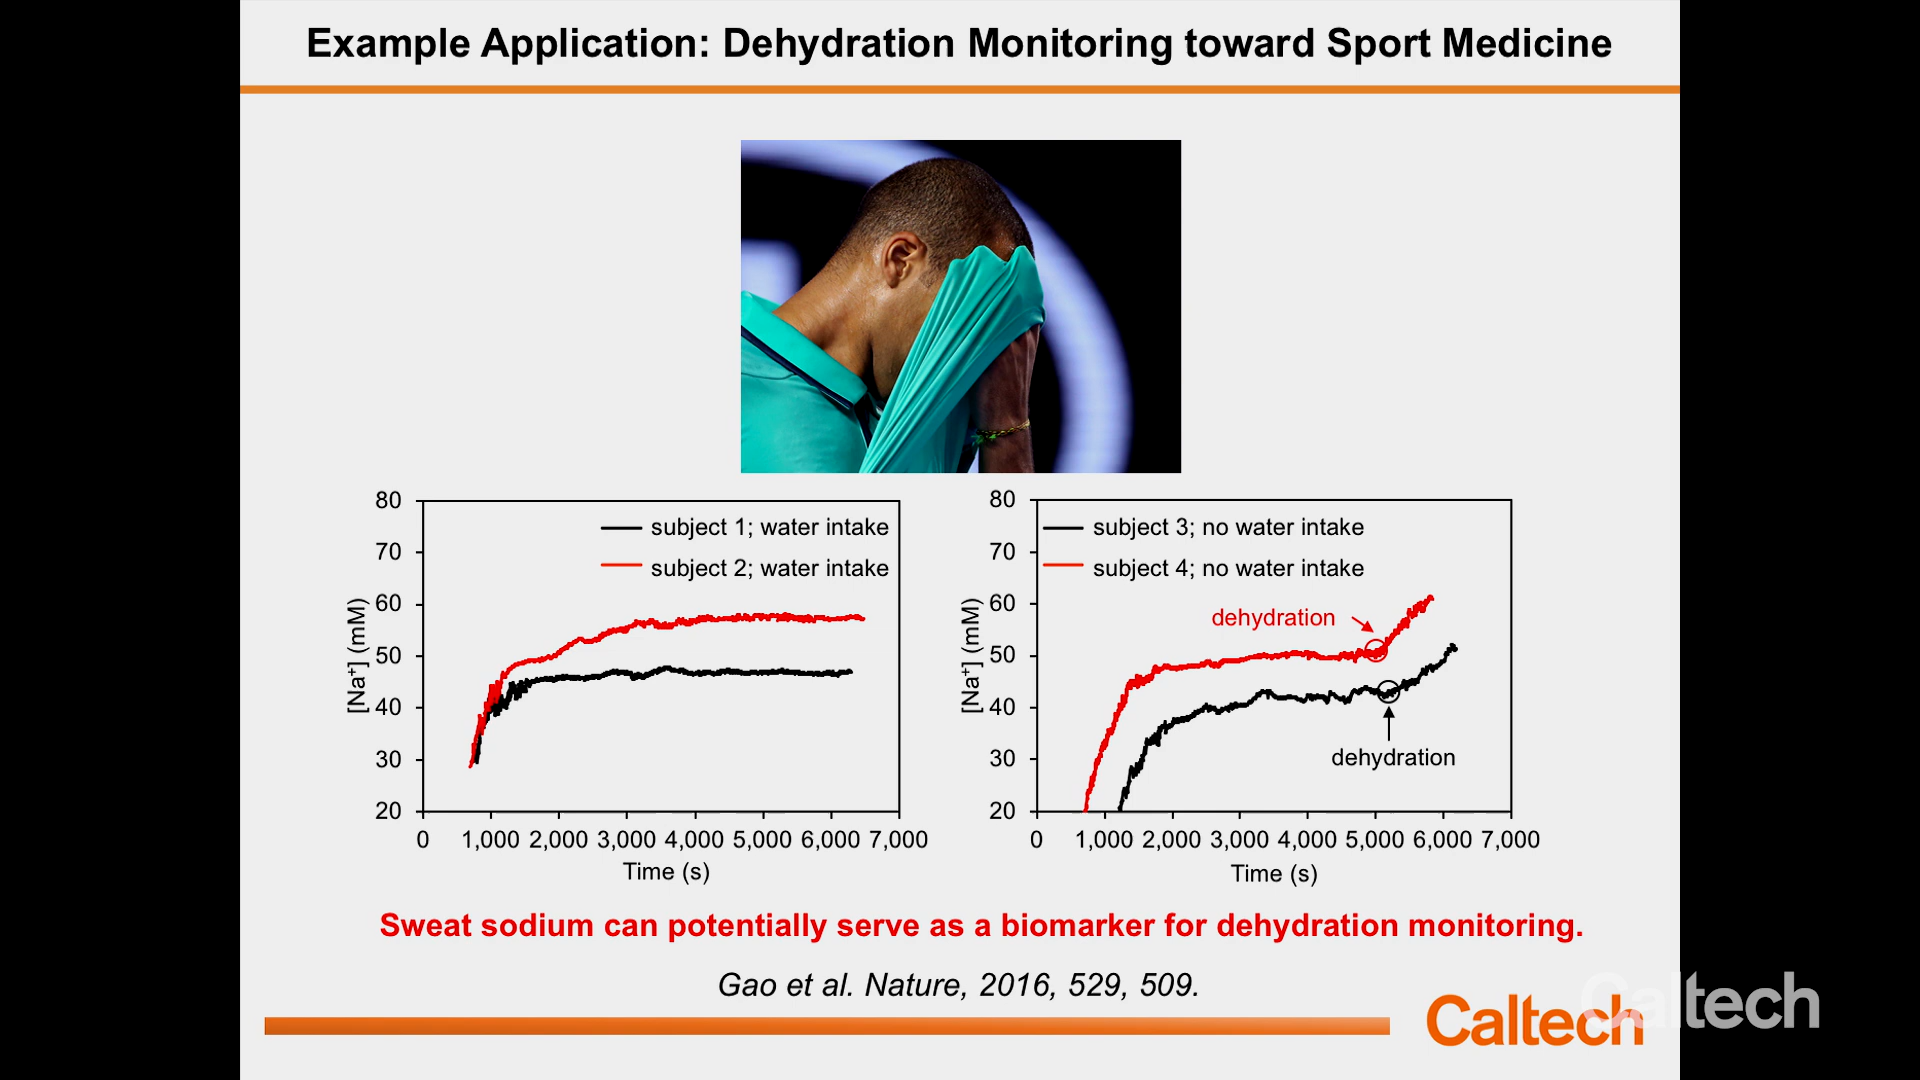 Example Application: Dehydration Monitoring toward Sport Medicine
80
70
60
50
40
30
20
[Na⁺] (mM)
subject 1; water intake
subject 2; water intake
0 1,000 2,000 3,000 4,000 5,000 6,000 7,000
Time (s)
80
70
60
50
40
30
20
[Na⁺] (mM)
subject 3; no water intake
subject 4; no water intake
dehydration
dehydration
0 1,000 2,000 3,000 4,000 5,000 6,000 7,000
Time (s)
Sweat sodium can potentially serve as a biomarker for dehydration monitoring.
Gao et al. Nature, 2016, 529, 509.
Caltech
Caltech